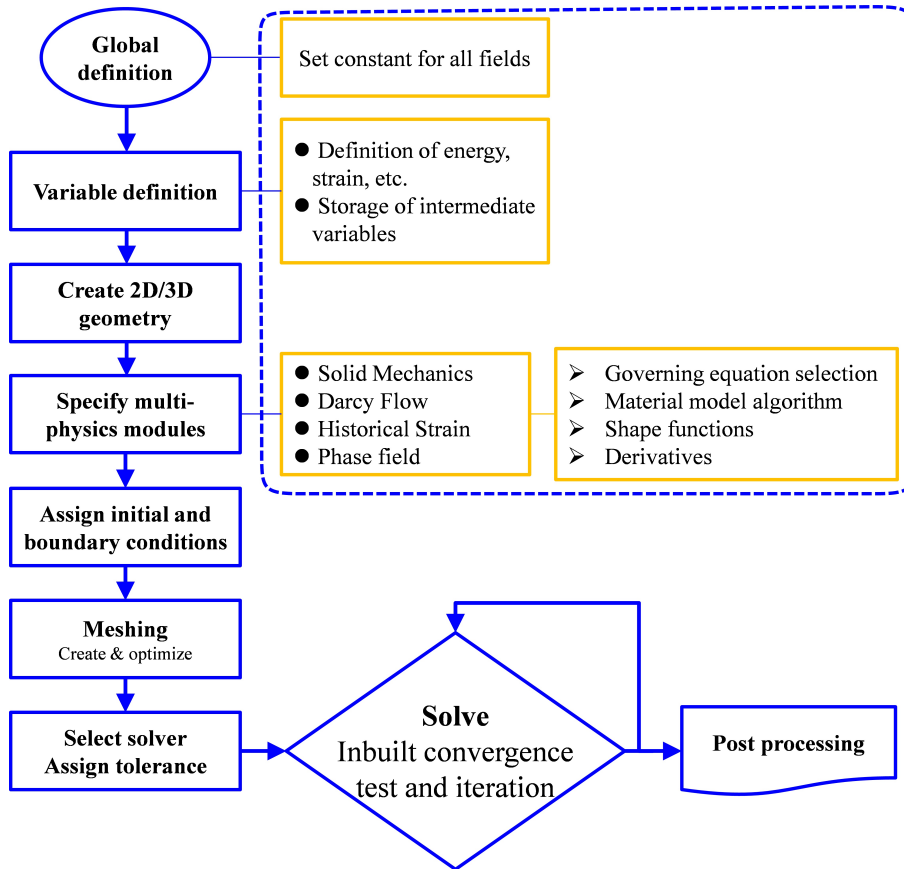 Global
definition
Set constant for all fields
Variable definition
● Definition of energy,
strain, etc.
● Storage of intermediate
variables
Create 2D/3D
geometry
Specify multi-
physics modules
● Solid Mechanics
● Darcy Flow
● Historical Strain
● Phase field
➢ Governing equation selection
➢ Material model algorithm
➢ Shape functions
➢ Derivatives
Assign initial and
boundary conditions
Meshing
Create & optimize
Select solver
Assign tolerance
Solve
Inbuilt convergence
test and iteration
Post processing